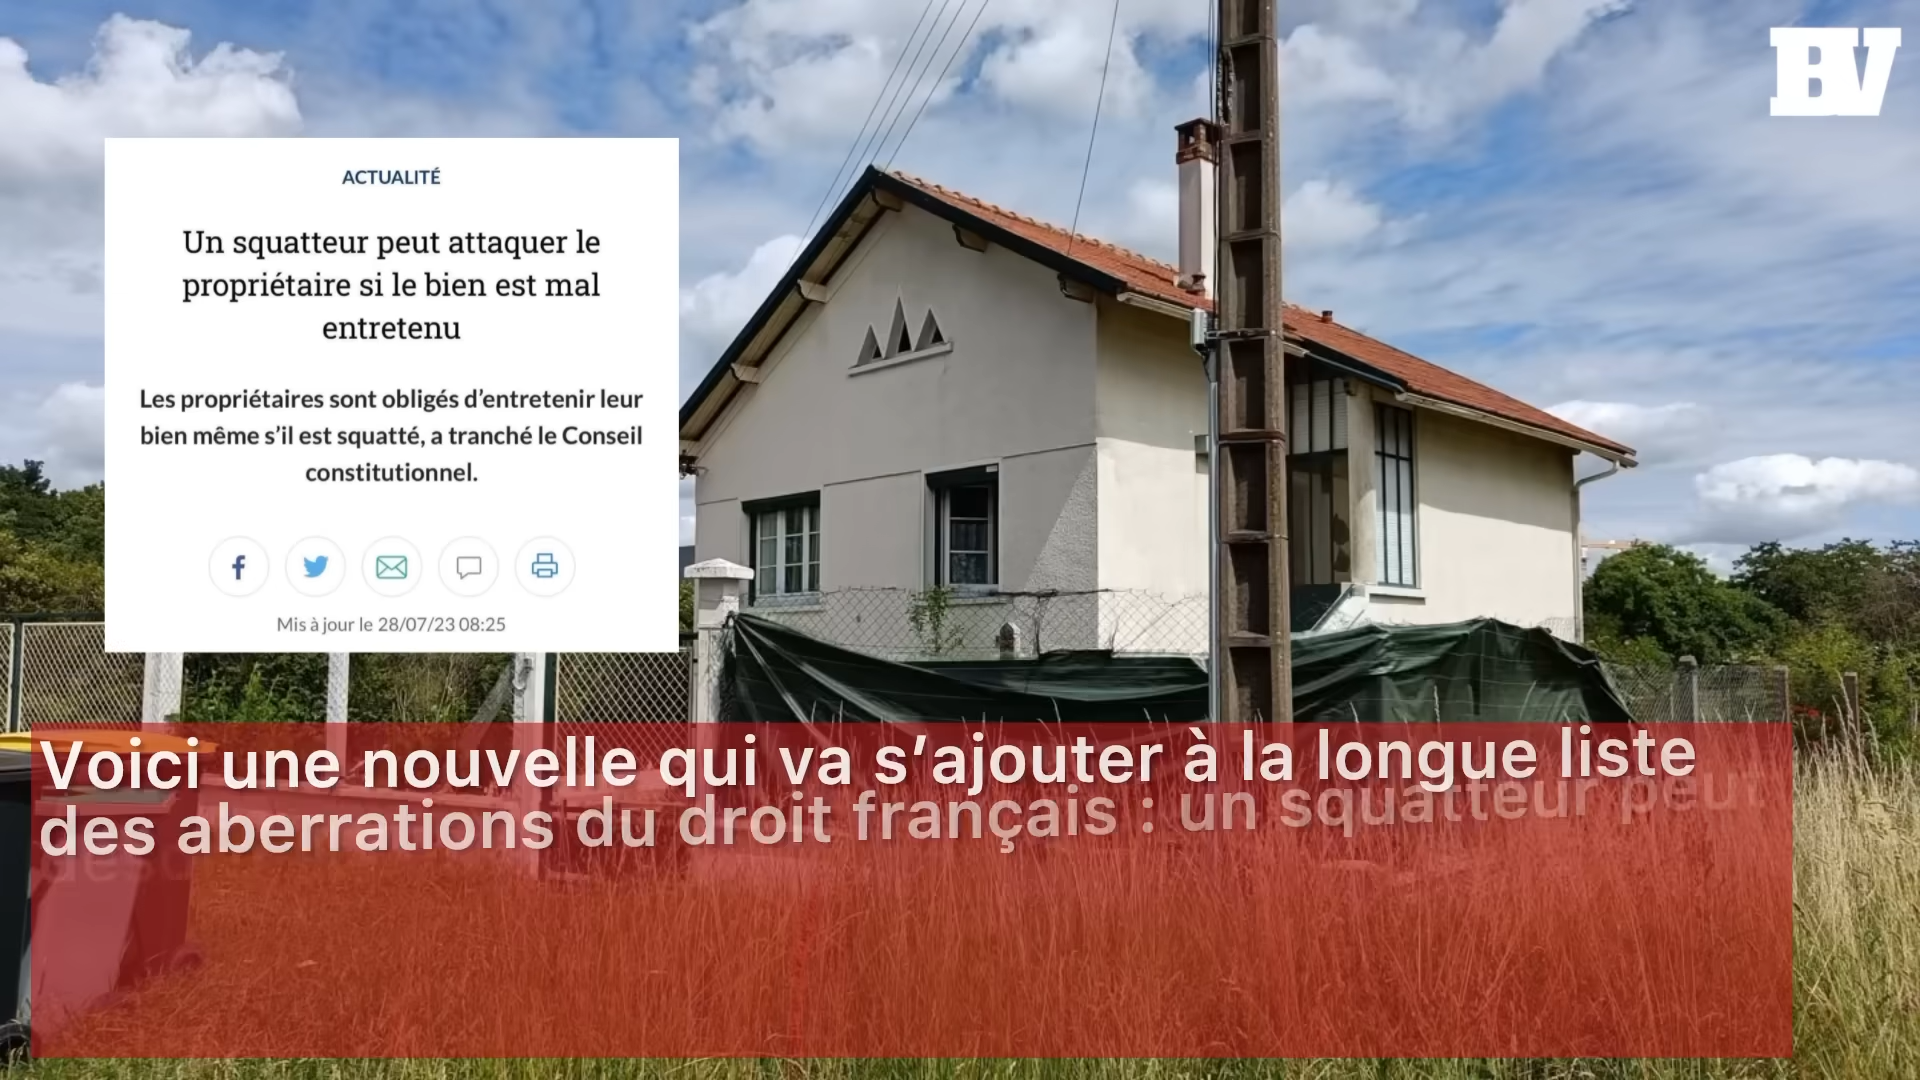 BV
ACTUALITÉ
Un squatteur peut attaquer le
propriétaire si le bien est mal
entretenu
Les propriétaires sont obligés d’entretenir leur
bien même s’il est squatté, a tranché le Conseil
constitutionnel.
Mis à jour le 28/07/23 08:25
Voici une nouvelle qui va s’ajouter à la longue liste
des aberrations du droit français : un squatteur peut